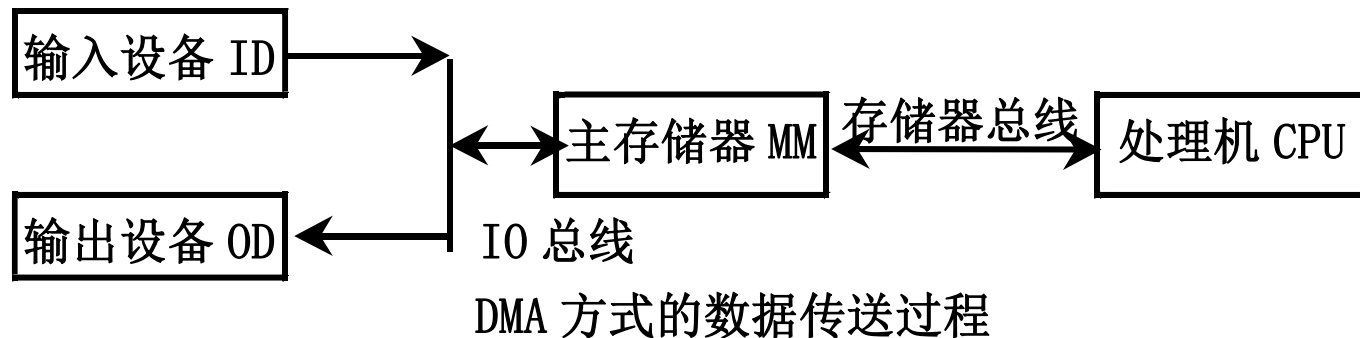 输入设备 ID
存储器总线
主存储器 MM
处理机 CPU
输出设备 OD
IO 总线
DMA 方式的数据传送过程